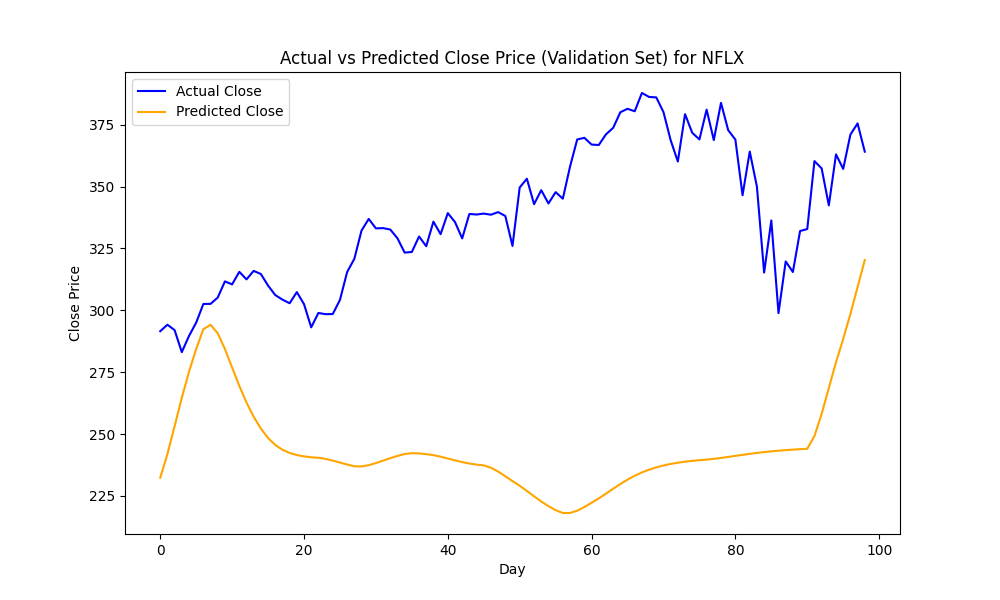 Actual vs Predicted Close Price (Validation Set) for NFLX
Actual Close
Predicted Close
Close Price
375
350
325
300
275
250
225
0 20 40 60 80 100
Day